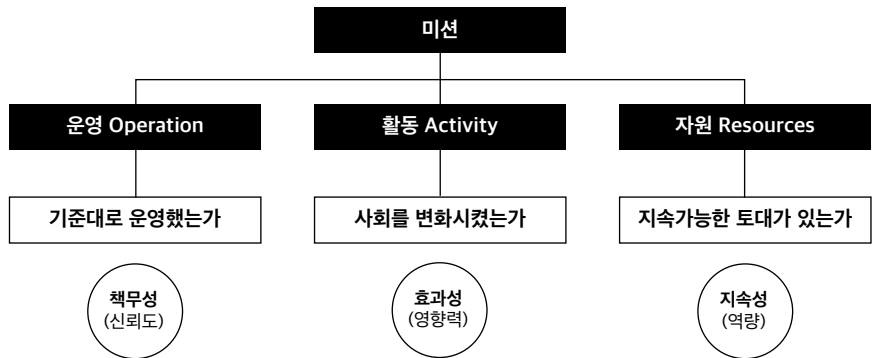 미션
운영 Operation
활동 Activity
자원 Resources
기준대로 운영했는가
사회를 변화시켰는가
지속가능한 토대가 있는가
책무성
(신뢰도)
효과성
(영향력)
지속성
(역량)